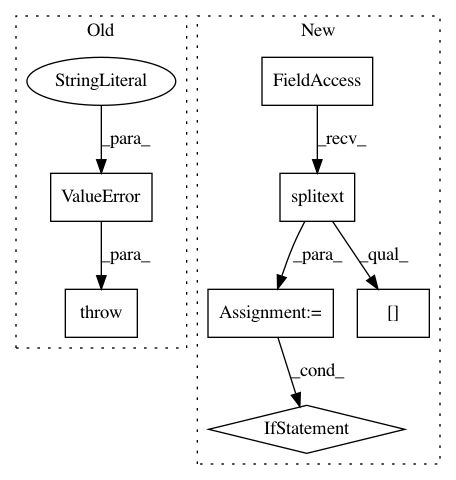 Old
New
StringLiteral
FieldAccess
_para_
_recv_
ValueError
splitext
_para_
_para_
_qual_
throw
Assignment:=
[]
_cond_
IfStatement